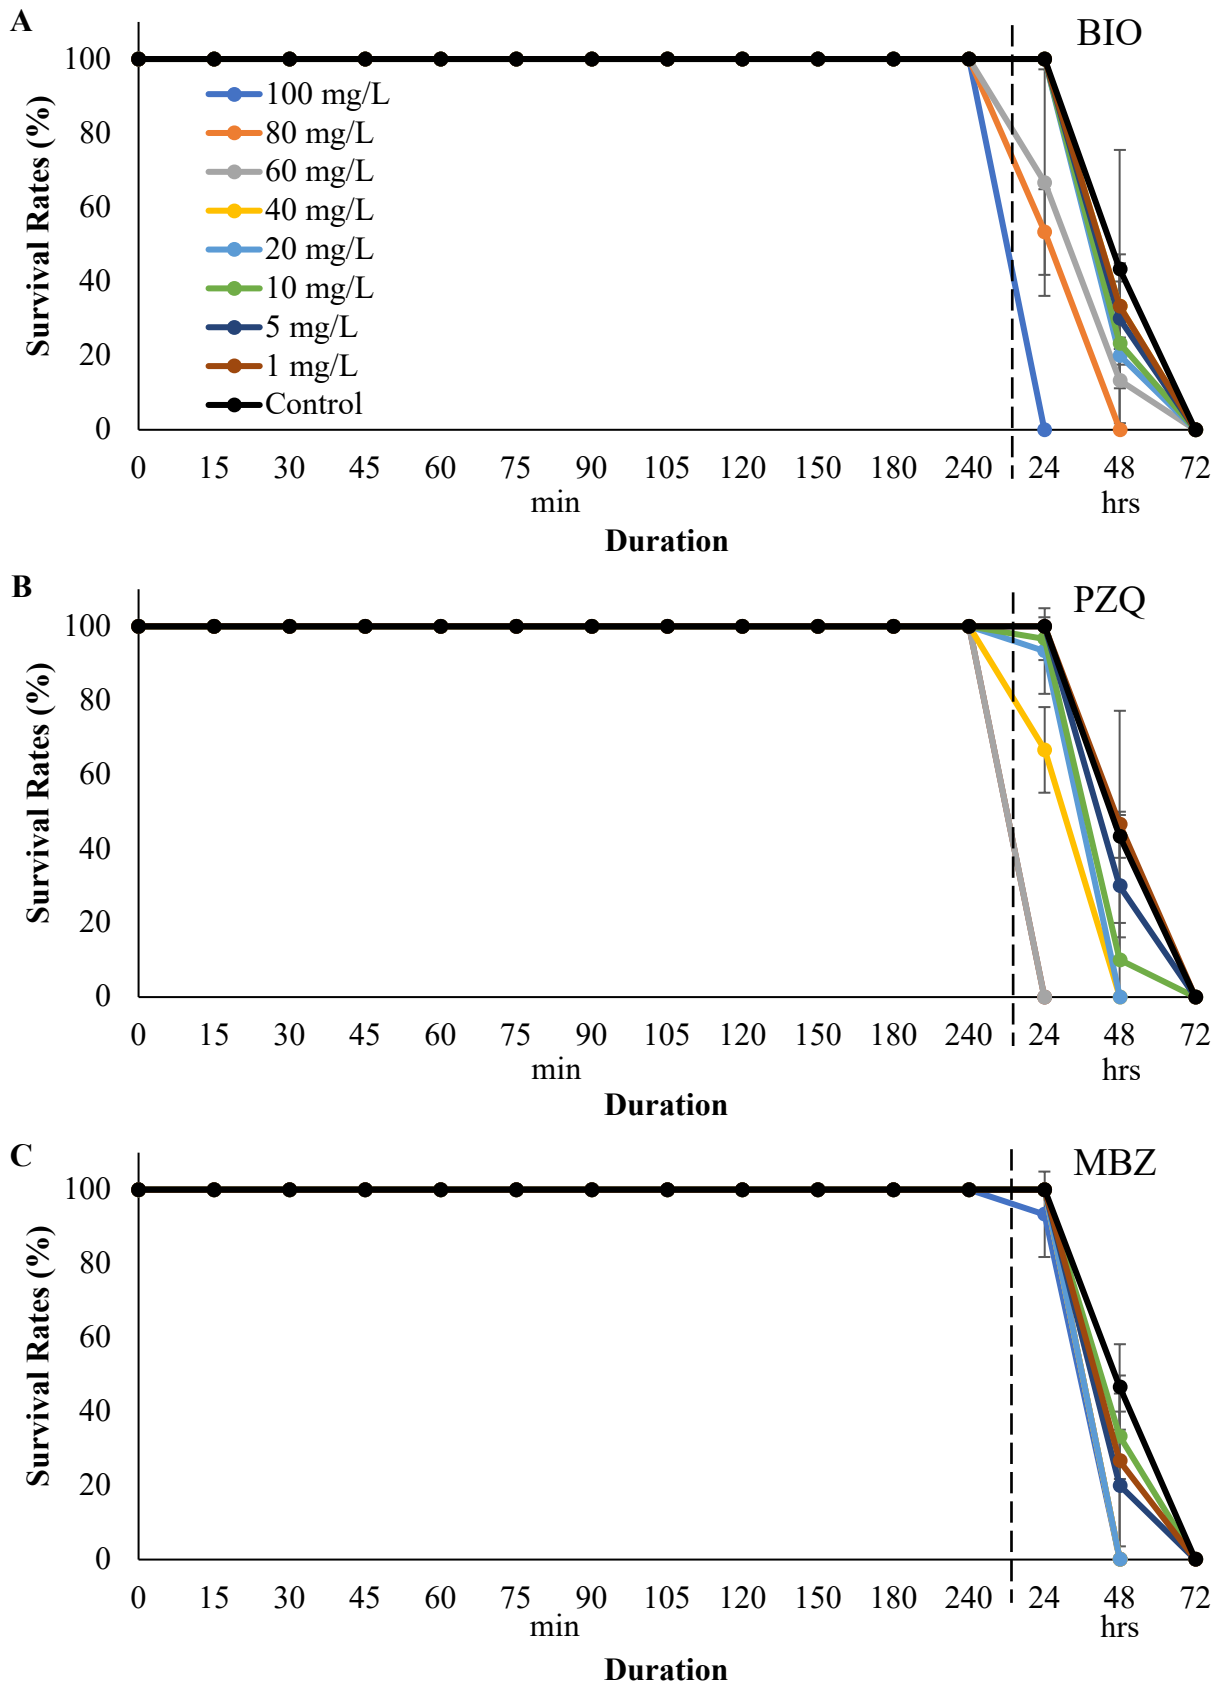 A
BIO
100
80
60
40
20
0
Survival Rates (%)
100 mg/L
80 mg/L
60 mg/L
40 mg/L
20 mg/L
10 mg/L
5 mg/L
1 mg/L
Control
0 15 30 45 60 75 90 105 120 150 180 240 24 48 72
min hrs
Duration
B
PZQ
100
80
60
40
20
0
Survival Rates (%)
0 15 30 45 60 75 90 105 120 150 180 240 24 48 72
min hrs
Duration
C
MBZ
100
80
60
40
20
0
Survival Rates (%)
0 15 30 45 60 75 90 105 120 150 180 240 24 48 72
min hrs
Duration